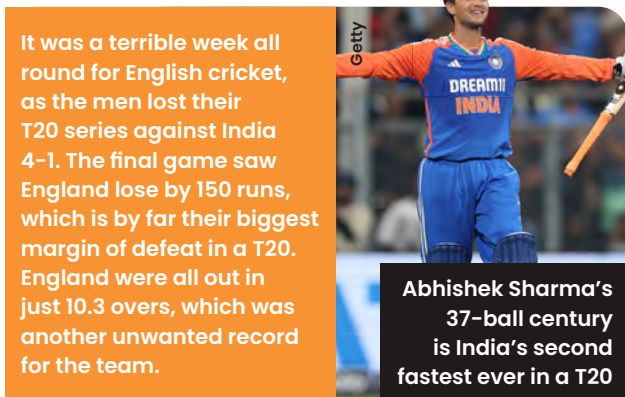 It was a terrible week all
round for English cricket,
as the men lost their
T20 series against India
4-1. The final game saw
England lose by 150 runs,
which is by far their biggest
margin of defeat in a T20.
England were all out in
just 10.3 overs, which was
another unwanted record
for the team.
Getty
DREAM11
INDIA
Abhishek Sharma's
37-ball century
is India's second
fastest ever in a T20